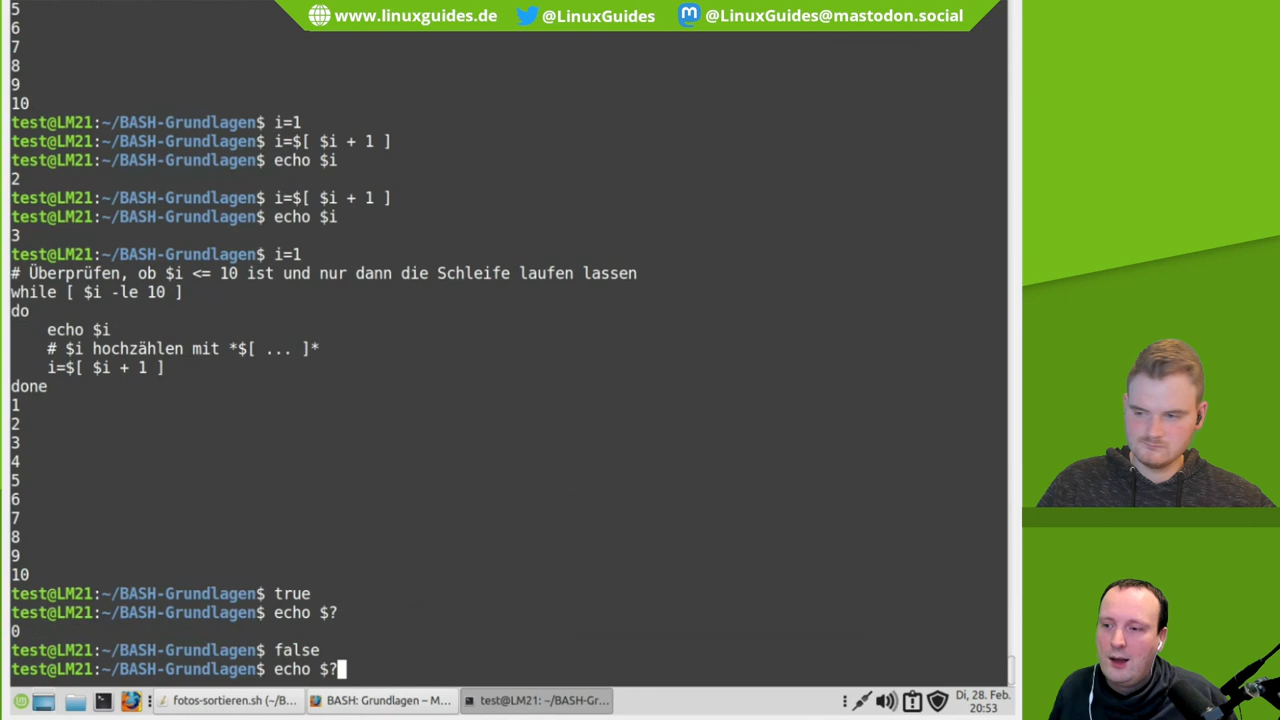 www.linuxguides.de @LinuxGuides @LinuxGuides@mastodon.social
5
6
7
8
9
10
test@LM21:~/BASH-Grundlagen$ i=1
test@LM21:~/BASH-Grundlagen$ i=$[ $i + 1 ]
test@LM21:~/BASH-Grundlagen$ echo $i
2
test@LM21:~/BASH-Grundlagen$ i=$[ $i + 1 ]
test@LM21:~/BASH-Grundlagen$ echo $i
3
test@LM21:~/BASH-Grundlagen$ i=1
# Überprüfen, ob $i <= 10 ist und nur dann die Schleife laufen lassen
while [ $i -le 10 ]
do
    echo $i
    # $i hochzählen mit *$[ ... ]*
    i=$[ $i + 1 ]
done
1
2
3
4
5
6
7
8
9
10
test@LM21:~/BASH-Grundlagen$ true
test@LM21:~/BASH-Grundlagen$ echo $?
0
test@LM21:~/BASH-Grundlagen$ false
test@LM21:~/BASH-Grundlagen$ echo $?
fotos-sortieren.sh (~/B... BASH: Grundlagen – M... test@LM21: ~/BASH-Gr... Di, 28. Feb.
20:53